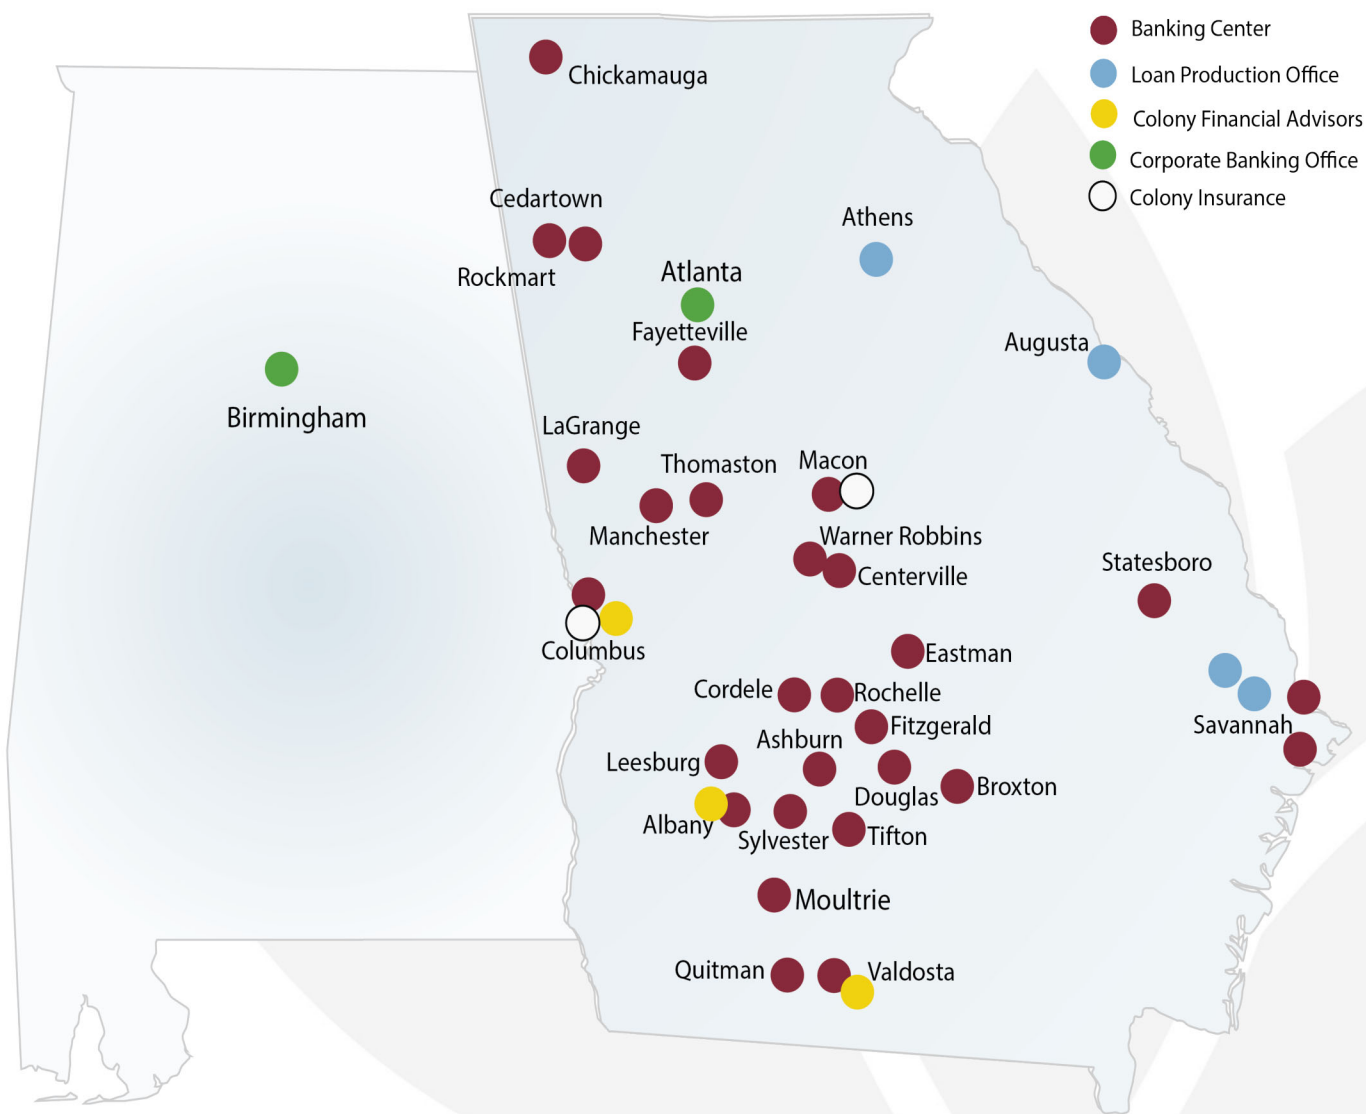 Banking Center
Loan Production Office
Colony Financial Advisors
Corporate Banking Office
Colony Insurance
Chickamauga
Cedartown
Rockmart
Athens
Atlanta
Fayetteville
Augusta
Birmingham
LaGrange
Thomaston
Macon
Manchester
Warner Robbins
Centerville
Statesboro
Columbus
Eastman
Cordele
Rochelle
Savannah
Fitzgerald
Ashburn
Leesburg
Douglas
Broxton
Albany
Sylvester
Tifton
Moultrie
Quitman
Valdosta